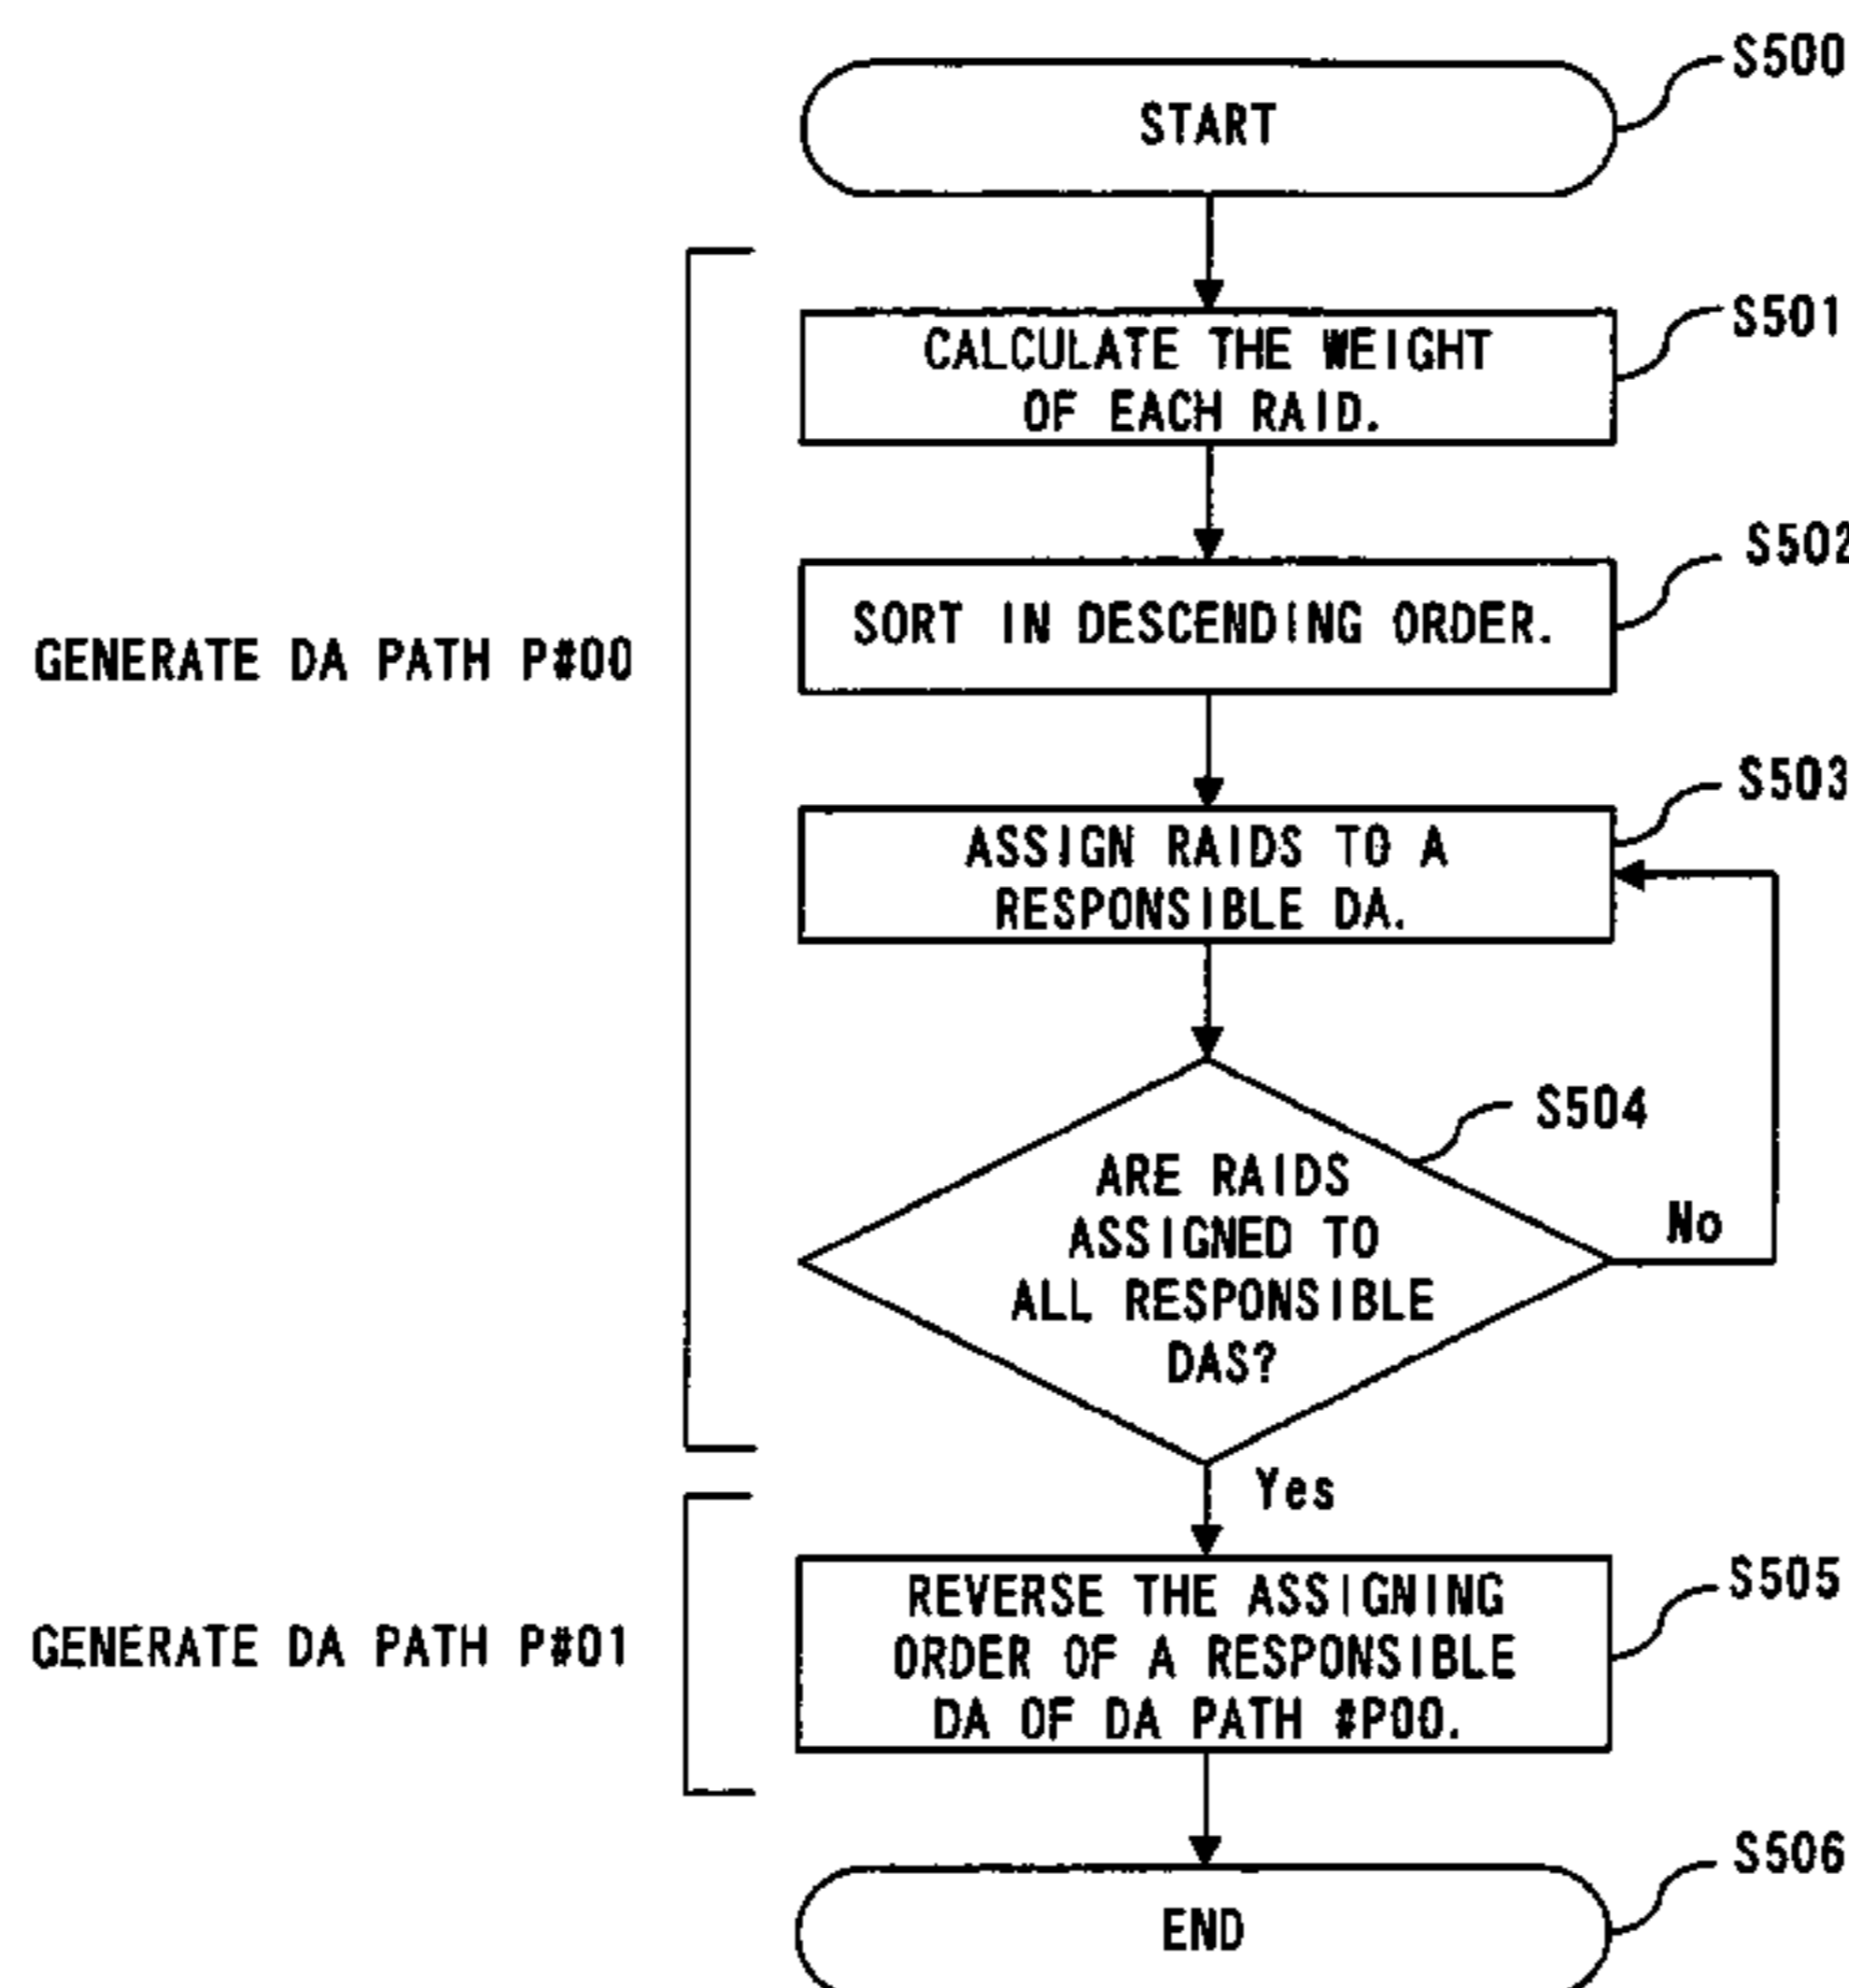 S500
START
S501
CALCULATE THE WEIGHT
OF EACH RAID.
S502
SORT IN DESCENDING ORDER.
GENERATE DA PATH P#00
S503
ASSIGN RAIDS TO A
RESPONSIBLE DA.
S504
ARE RAIDS
ASSIGNED TO
ALL RESPONSIBLE
DAS?
No
Yes
S505
REVERSE THE ASSIGNING
ORDER OF A RESPONSIBLE
DA OF DA PATH #P00.
GENERATE DA PATH P#01
S506
END